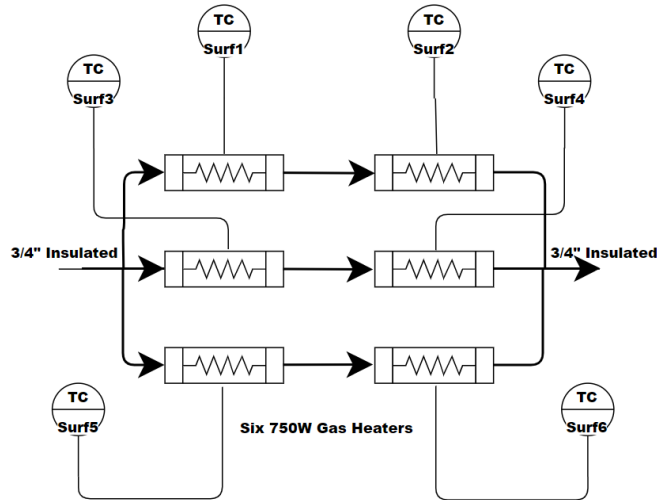 TC
Surf1
TC
Surf2
TC
Surf3
TC
Surf4
3/4" Insulated
3/4" Insulated
TC
Surf5
Six 750W Gas Heaters
TC
Surf6